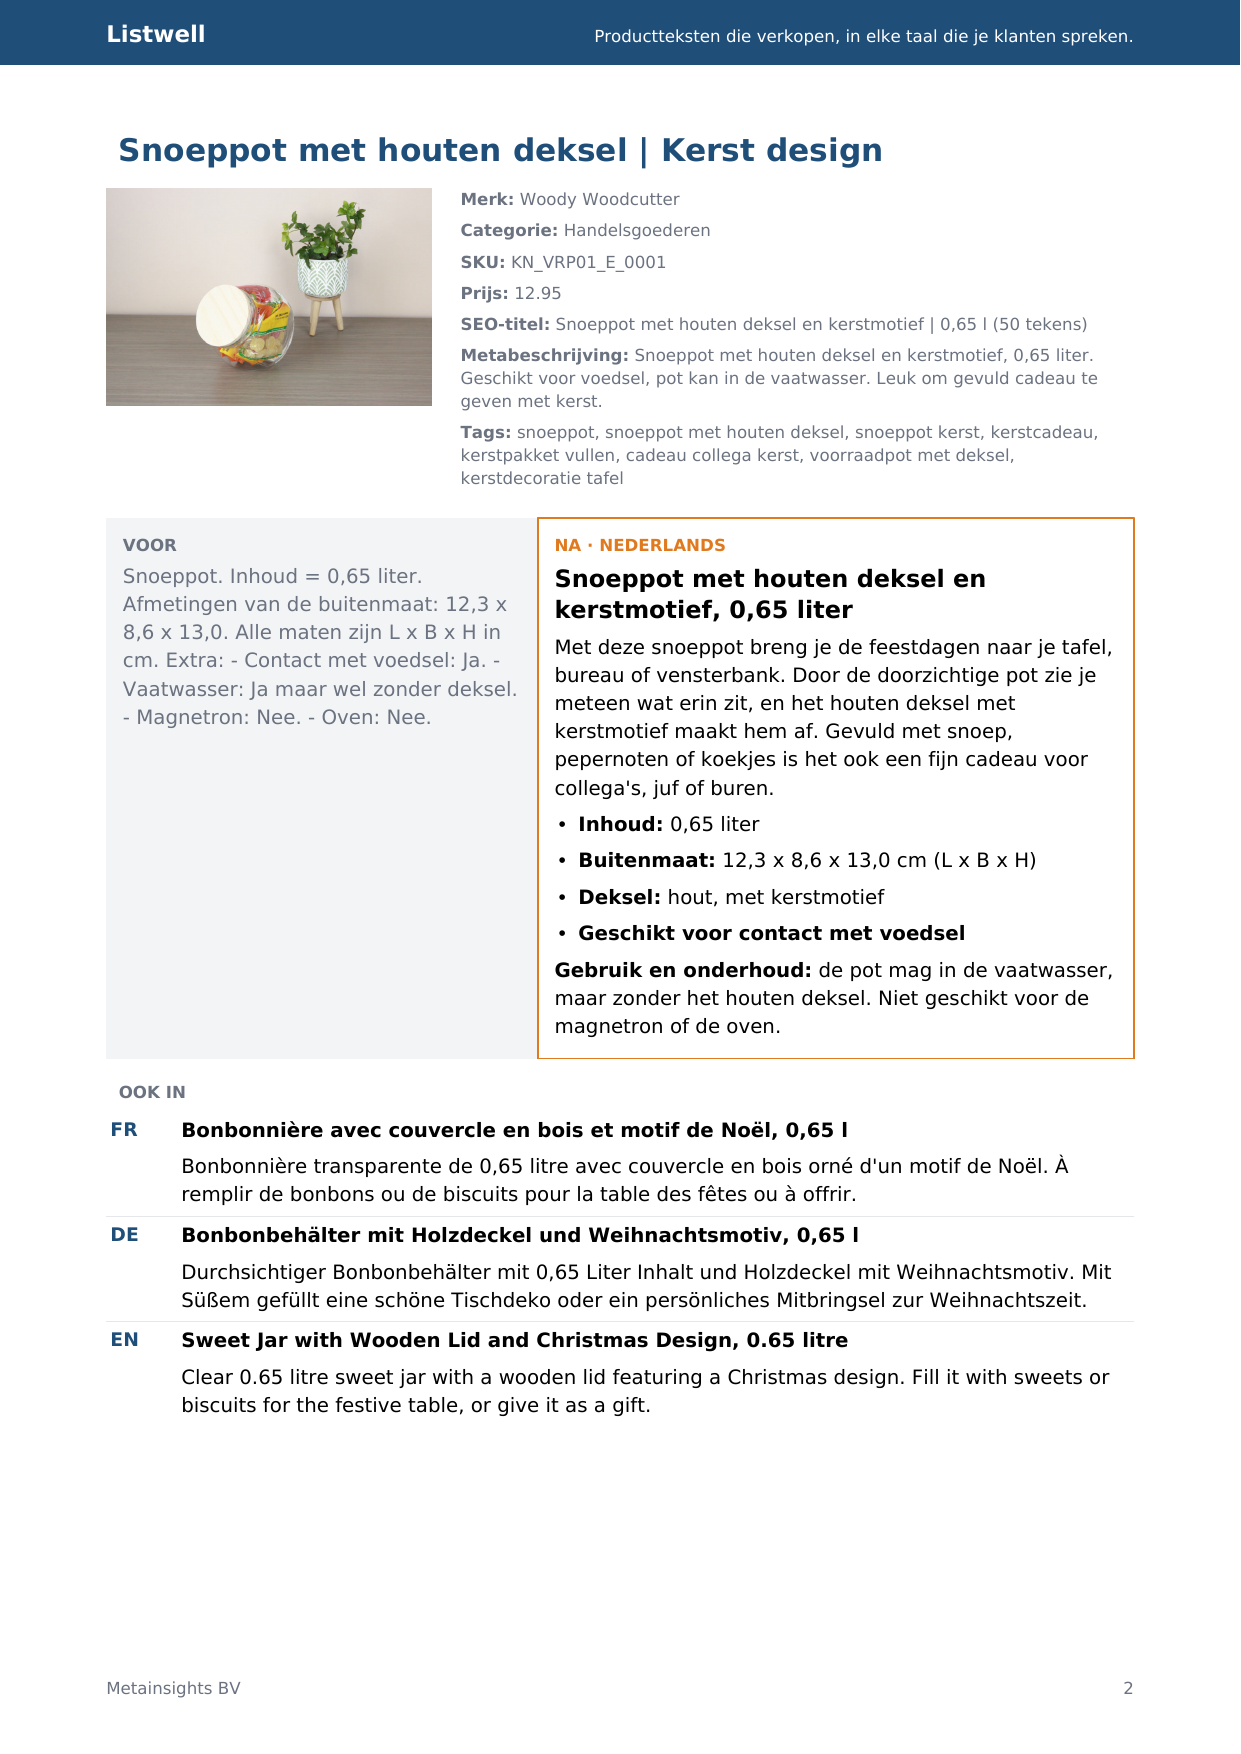 Listwell
Productteksten die verkopen, in elke taal die je klanten spreken.
Snoeppot met houten deksel | Kerst design
Merk: Woody Woodcutter
Categorie: Handelsgoederen
SKU: KN_VRP01_E_0001
Prijs: 12.95
SEO-titel: Snoeppot met houten deksel en kerstmotief | 0,65 l (50 tekens)
Metabeschrijving: Snoeppot met houten deksel en kerstmotief, 0,65 liter.
Geschikt voor voedsel, pot kan in de vaatwasser. Leuk om gevuld cadeau te
geven met kerst.
Tags: snoeppot, snoeppot met houten deksel, snoeppot kerst, kerstcadeau,
kerstpakket vullen, cadeau collega kerst, voorraadpot met deksel,
kerstdecoratie tafel
VOOR
Snoeppot. Inhoud = 0,65 liter.
Afmetingen van de buitenmaat: 12,3 x
8,6 x 13,0. Alle maten zijn L x B x H in
cm. Extra: - Contact met voedsel: Ja. -
Vaatwasser: Ja maar wel zonder deksel.
- Magnetron: Nee. - Oven: Nee.
NA · NEDERLANDS
Snoeppot met houten deksel en
kerstmotief, 0,65 liter
Met deze snoeppot breng je de feestdagen naar je tafel,
bureau of vensterbank. Door de doorzichtige pot zie je
meteen wat erin zit, en het houten deksel met
kerstmotief maakt hem af. Gevuld met snoep,
pepernoten of koekjes is het ook een fijn cadeau voor
collega's, juf of buren.
• Inhoud: 0,65 liter
• Buitenmaat: 12,3 x 8,6 x 13,0 cm (L x B x H)
• Deksel: hout, met kerstmotief
• Geschikt voor contact met voedsel
Gebruik en onderhoud: de pot mag in de vaatwasser,
maar zonder het houten deksel. Niet geschikt voor de
magnetron of de oven.
OOK IN
FR
Bonbonnière avec couvercle en bois et motif de Noël, 0,65 l
Bonbonnière transparente de 0,65 litre avec couvercle en bois orné d'un motif de Noël. À
remplir de bonbons ou de biscuits pour la table des fêtes ou à offrir.
DE
Bonbonbehälter mit Holzdeckel und Weihnachtsmotiv, 0,65 l
Durchsichtiger Bonbonbehälter mit 0,65 Liter Inhalt und Holzdeckel mit Weihnachtsmotiv. Mit
Süßem gefüllt eine schöne Tischdeko oder ein persönliches Mitbringsel zur Weihnachtszeit.
EN
Sweet Jar with Wooden Lid and Christmas Design, 0.65 litre
Clear 0.65 litre sweet jar with a wooden lid featuring a Christmas design. Fill it with sweets or
biscuits for the festive table, or give it as a gift.
Metainsights BV
2